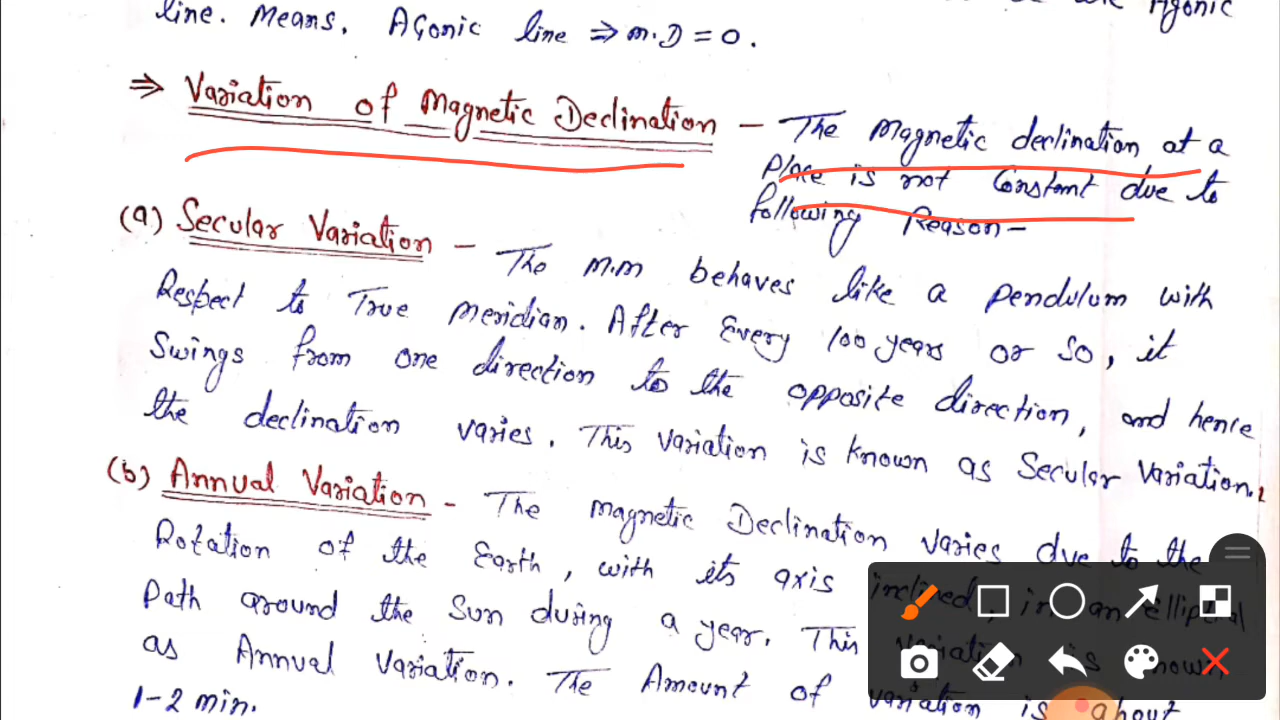 line. Means, Agonic line ⇒ M.D = 0.
Agonic
⇒ Variation of Magnetic Declination - The Magnetic declination at a
Place is not Constant due to
following Reason-
(a) Secular Variation - The M.M behaves like a pendulum with
Respect to True Meridian. After Every 100 years or so, it
Swings from one direction to the opposite direction, and hence
the declination varies. This variation is known as Secular Variation.
(b) Annual Variation - The magnetic Declination varies due to the
Rotation of the Earth, with its axis inclined, in an elliptical
Path around the Sun during a year. This variation is known
as Annual Variation. The Amount of variation is about
1-2 min.